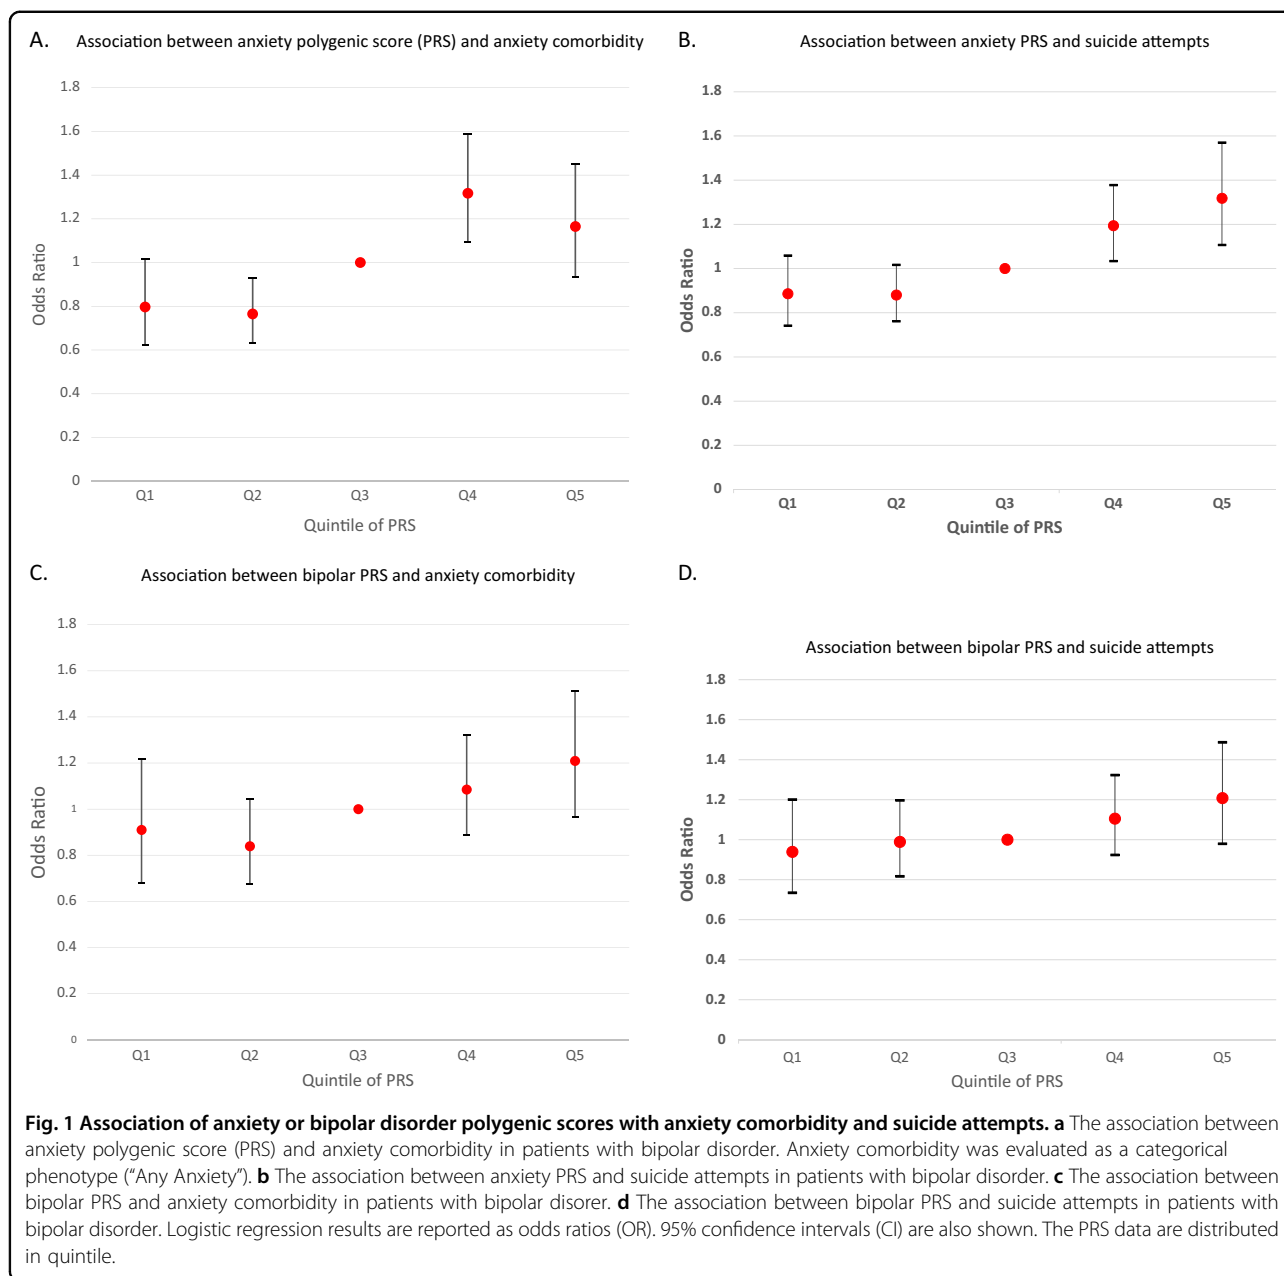 A. Association between anxiety polygenic score (PRS) and anxiety comorbidity
1.8
1.6
1.4
1.2
1
0.8
0.6
0.4
0.2
0
Odds Ratio
Q1 Q2 Q3 Q4 Q5
Quintile of PRS
B. Association between anxiety PRS and suicide attempts
1.8
1.6
1.4
1.2
1
0.8
0.6
0.4
0.2
0
Odds Ratio
Q1 Q2 Q3 Q4 Q5
Quintile of PRS
C. Association between bipolar PRS and anxiety comorbidity
1.8
1.6
1.4
1.2
1
0.8
0.6
0.4
0.2
0
Odds Ratio
Q1 Q2 Q3 Q4 Q5
Quintile of PRS
D.
Association between bipolar PRS and suicide attempts
1.8
1.6
1.4
1.2
1
0.8
0.6
0.4
0.2
0
Odds Ratio
Q1 Q2 Q3 Q4 Q5
Quintile of PRS
Fig. 1 Association of anxiety or bipolar disorder polygenic scores with anxiety comorbidity and suicide attempts. a The association between
anxiety polygenic score (PRS) and anxiety comorbidity in patients with bipolar disorder. Anxiety comorbidity was evaluated as a categorical
phenotype (“Any Anxiety”). b The association between anxiety PRS and suicide attempts in patients with bipolar disorder. c The association between
bipolar PRS and anxiety comorbidity in patients with bipolar disorer. d The association between bipolar PRS and suicide attempts in patients with
bipolar disorder. Logistic regression results are reported as odds ratios (OR). 95% confidence intervals (CI) are also shown. The PRS data are distributed
in quintile.